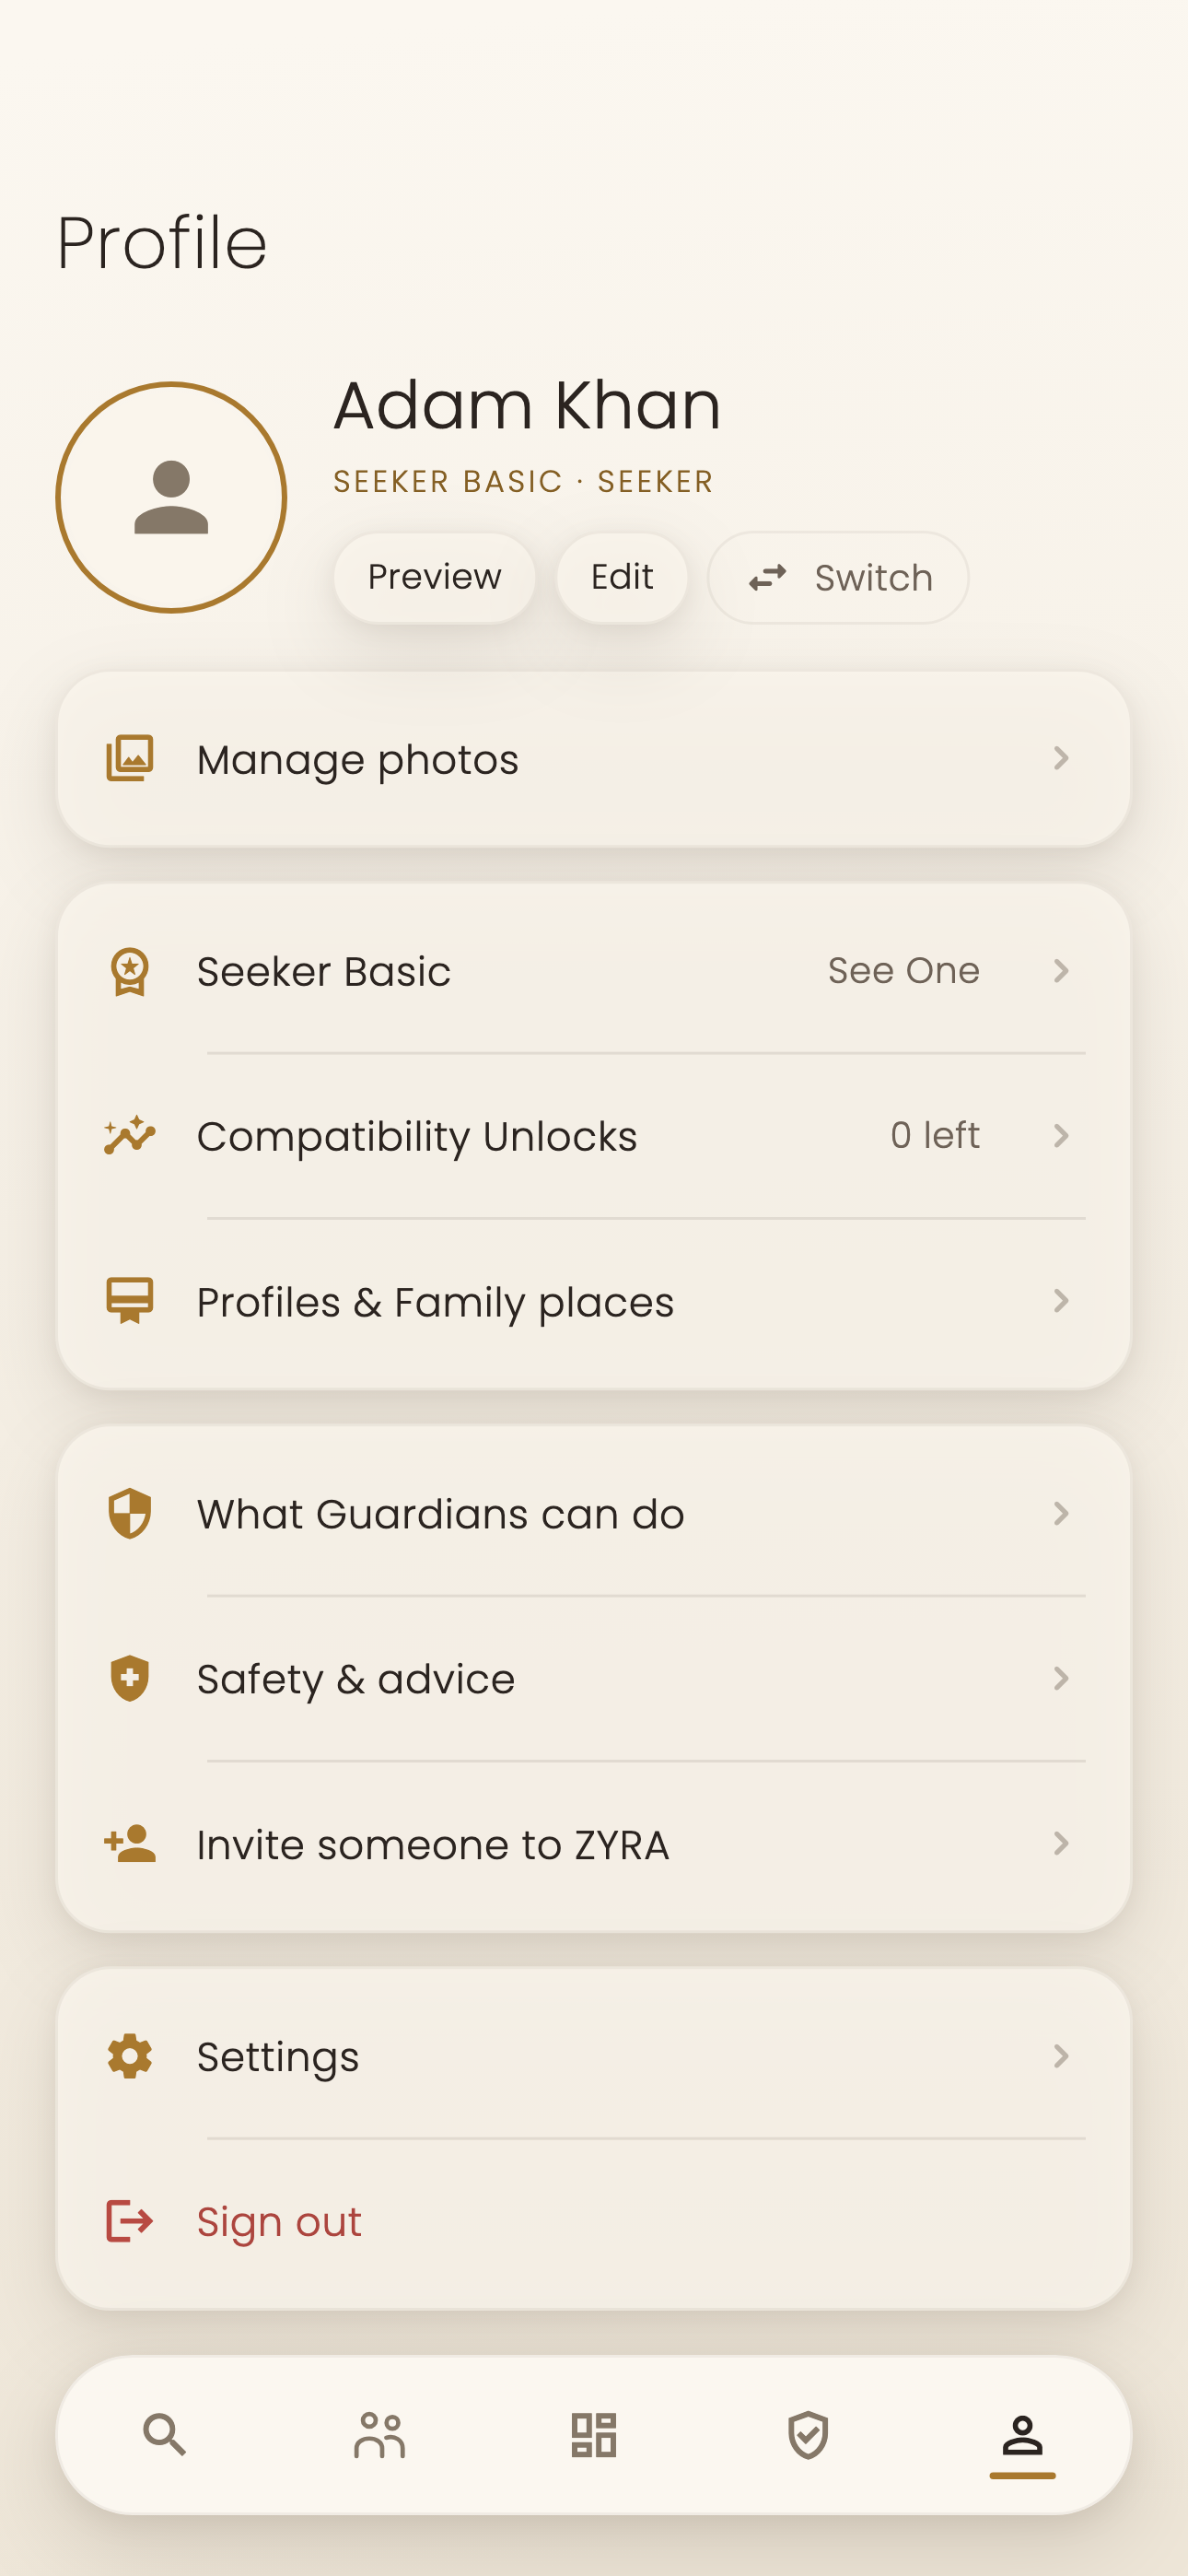 Profile
Adam Khan
SEEKER BASIC · SEEKER
Preview Edit Switch
Manage photos
Seeker Basic See One
Compatibility Unlocks 0 left
Profiles & Family places
What Guardians can do
Safety & advice
Invite someone to ZYRA
Settings
Sign out